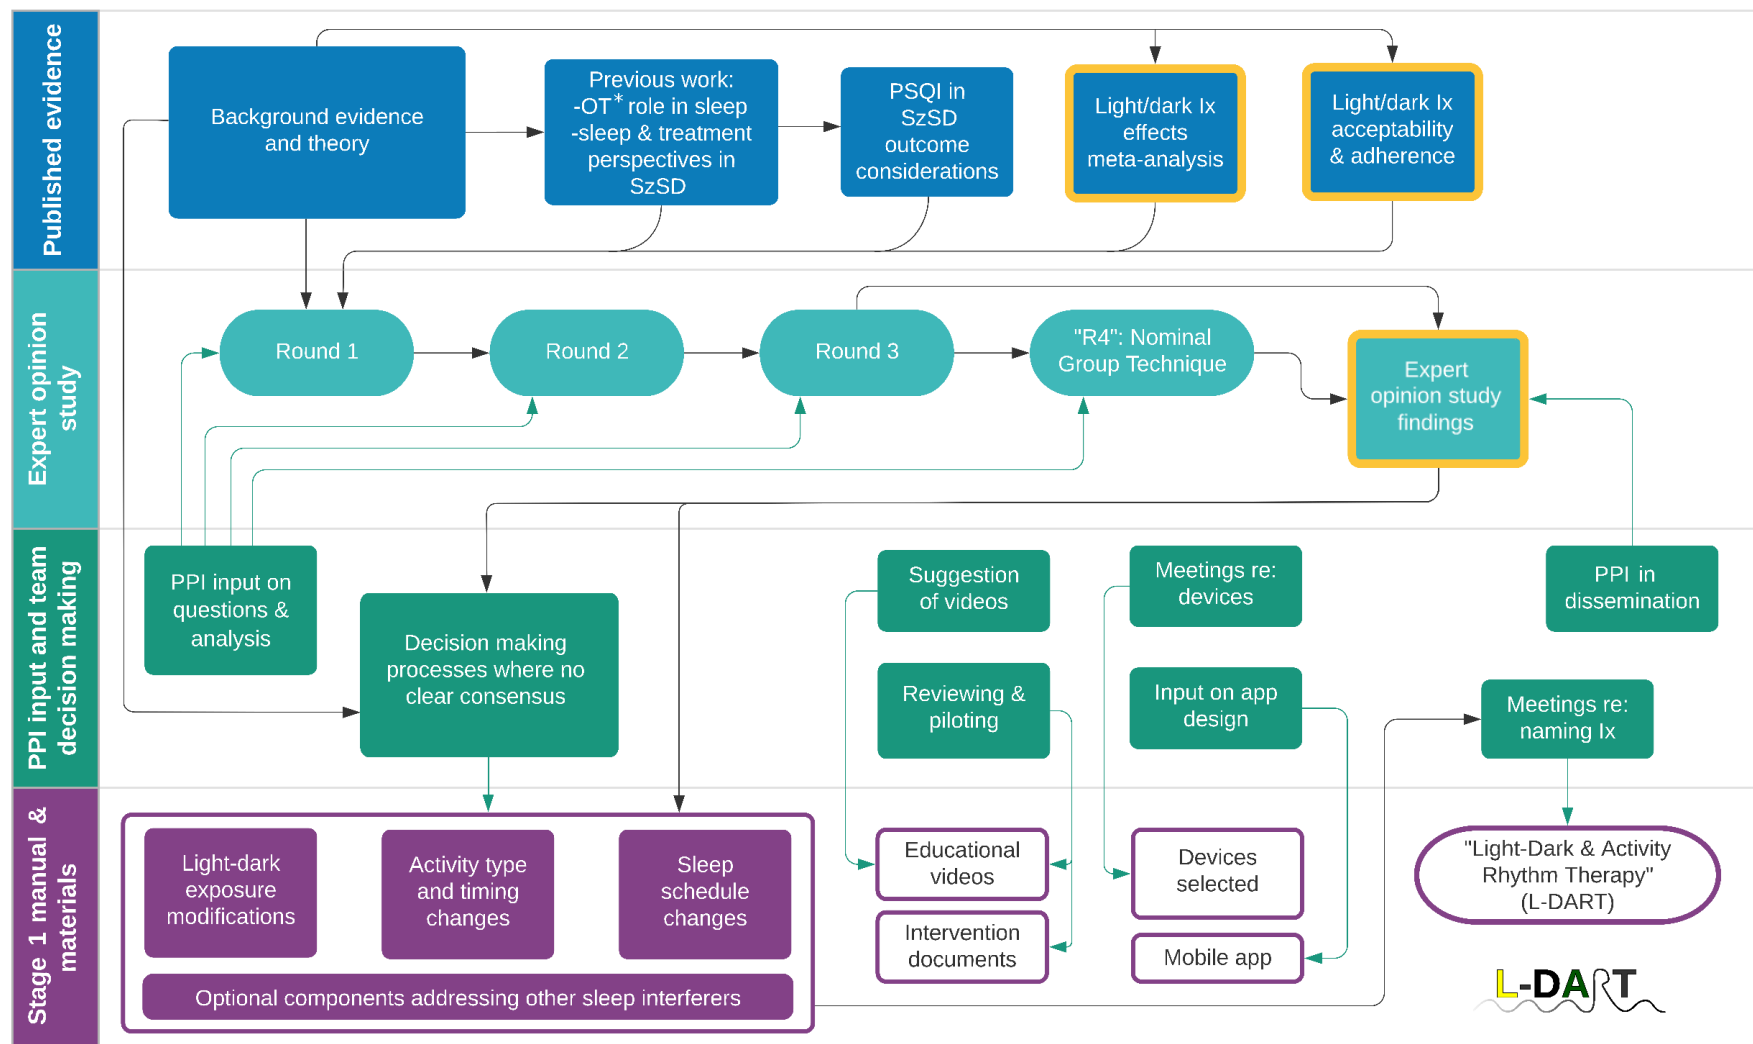 Published evidence
Background evidence
and theory
Previous work:
-OT* role in sleep
-sleep & treatment
perspectives in
SzSD
PSQI in
SzSD
outcome
considerations
Light/dark Ix
effects
meta-analysis
Light/dark Ix
acceptability
& adherence
Expert opinion
study
Round 1
Round 2
Round 3
"R4": Nominal
Group Technique
Expert
opinion study
findings
PPI input and team
decision making
PPI input on
questions &
analysis
Decision making
processes where no
clear consensus
Suggestion
of videos
Reviewing &
piloting
Meetings re:
devices
Input on app
design
PPI in
dissemination
Meetings re:
naming Ix
Stage 1 manual &
materials
Light-dark
exposure
modifications
Activity type
and timing
changes
Sleep
schedule
changes
Optional components addressing other sleep interferers
Educational
videos
Intervention
documents
Devices
selected
Mobile app
"Light-Dark & Activity
Rhythm Therapy"
(L-DART)
L-DART